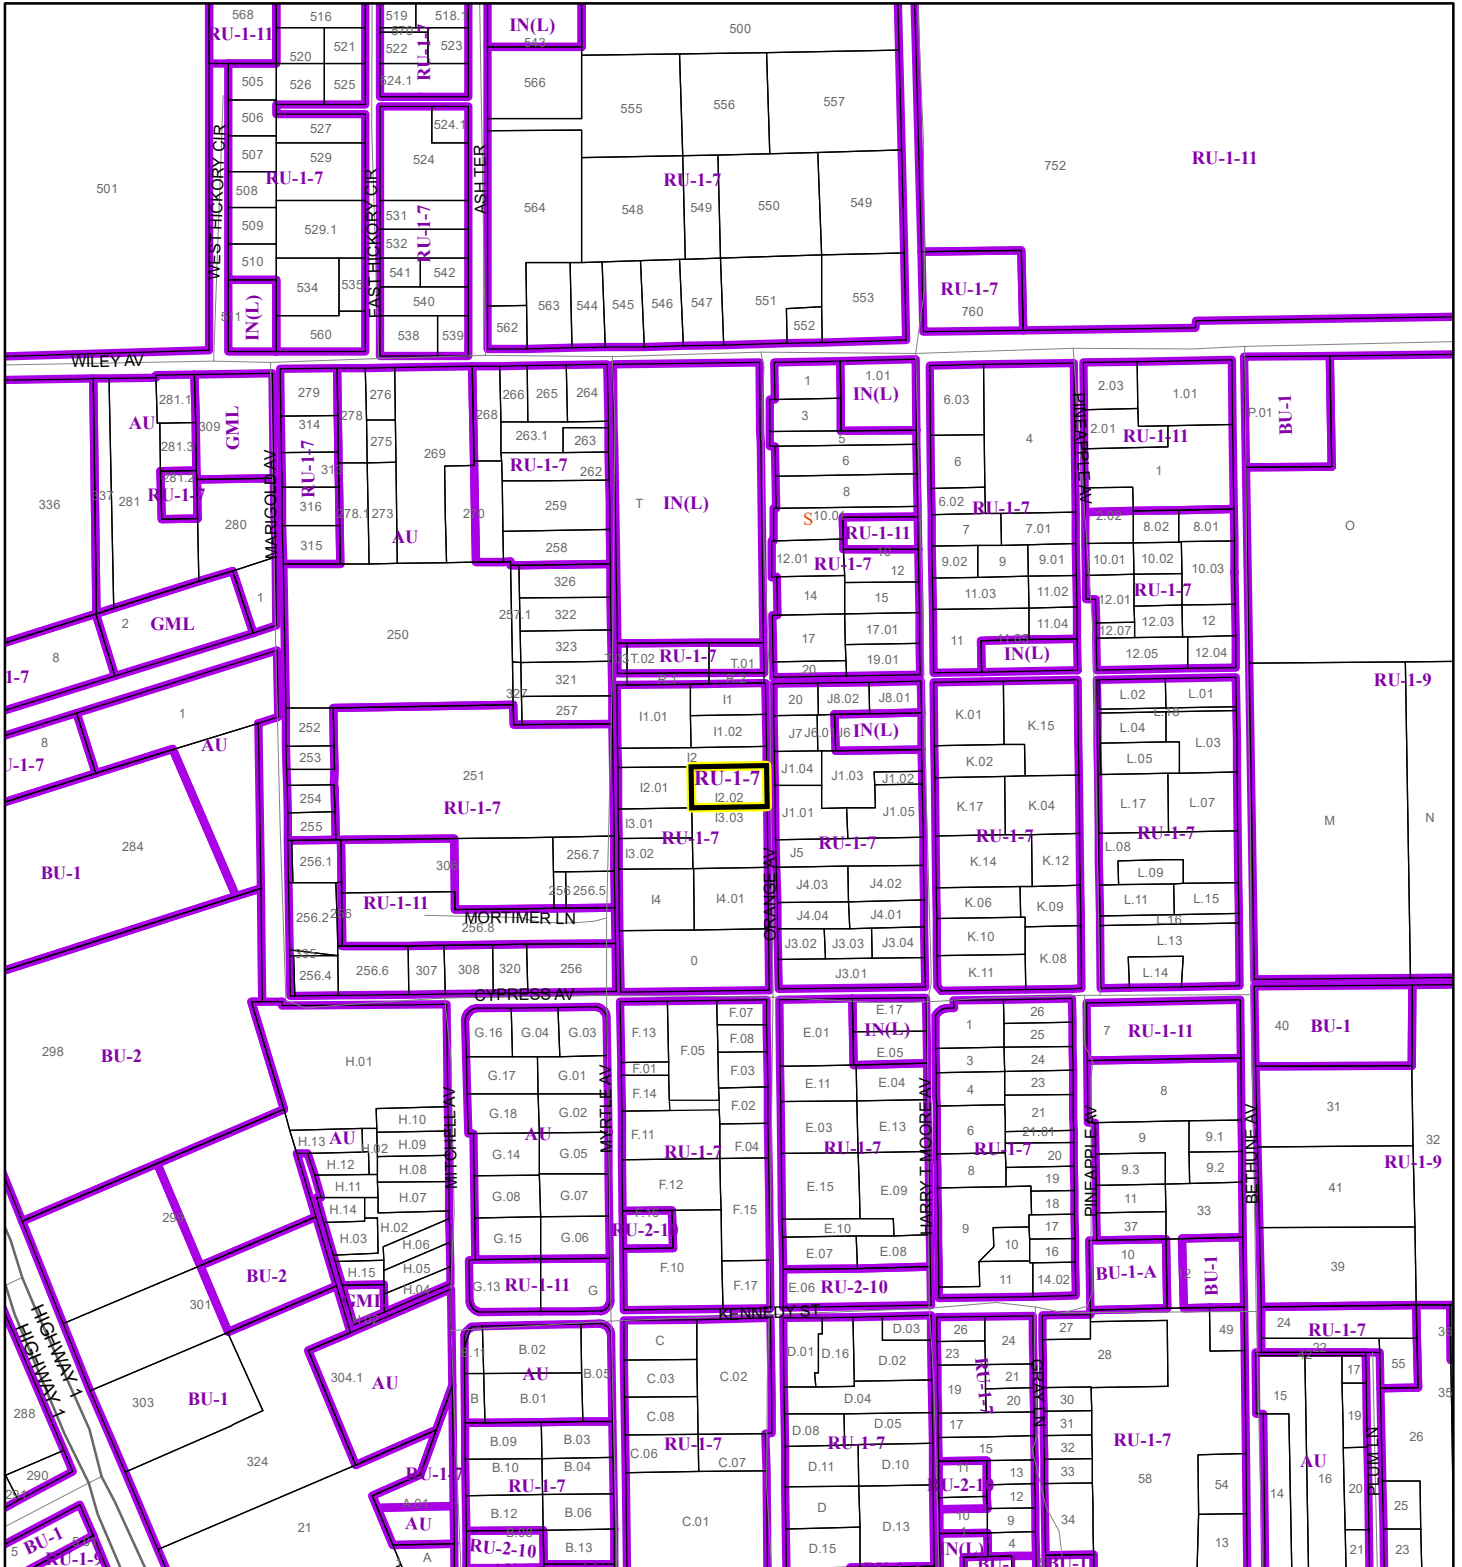 568
516
519
518.1
IN(L)
500
RU-1-11
521
520
522
523
RU-1-7
543
505
526
525
524.1
566
555
556
557
506
527
524.1
507
529
524
752
RU-1-11
WEST HICKORY CIR
RU-1-7
EAST HICKORY CIR
ASH TER
RU-1-7
501
508
509
529.1
531
532
RU-1-7
564
548
549
550
549
510
534
535
541
542
540
IN(L)
560
538
539
562
563
544
545
546
547
551
552
553
RU-1-7
760
WILEY AV
281.1
AU
309
GML
279
276
278
266
265
264
268
1
1.01
IN(L)
3
6.03
2.03
1.01
P.01
BU-1
314
275
269
263.1
263
5
4
PINEAPPLE AV
2.01
RU-1-11
281.3
RU-1-7
RU-1-7
262
6
6
1
336
337
281
RU-1-7
280
MARIGOLD AV
316
278.1
273
270
259
T
IN(L)
8
6.02
RU-1-7
2.02
S
10.01
RU-1-11
7
7.01
8.02
8.01
O
315
AU
258
12.01
RU-1-7
12
9.02
9
9.01
10.01
10.02
10.03
326
257.1
14
15
11.03
11.02
12.01
RU-1-7
1
2
GML
250
322
17
17.01
11
11.04
12.07
12.03
12
323
8
1-7
T.02
RU-1-7
T.01
19.01
20
IN(L)
12.05
12.04
321
327
257
RU-1-9
1
I1
20
J8.02
J8.01
L.02
L.01
252
I1.01
I1.02
J7
IN(L)
K.01
K.15
L.04
L.03
8
AU
253
251
I2
J1.04
J1.03
J1.02
K.02
L.05
254
RU-1-7
I2.01
RU-1-7
I2.02
K.17
K.04
L.17
L.07
255
I3.01
I3.03
J1.01
J1.05
M
N
RU-1-7
RU-1-7
RU-1-7
RU-1-7
284
BU-1
256.1
256.7
I3.02
J5
K.14
K.12
L.08
L.09
RU-1-11
256.5
I4
I4.01
ORANGE AV
J4.03
J4.02
K.06
K.09
L.11
L.15
256.2
MORTIMER LN
256.8
J4.04
J4.01
L.16
J3.02
J3.03
J3.04
K.10
L.13
256.4
256.6
307
308
320
256
0
J3.01
K.11
K.08
L.14
CYPRESS AV
G.16
G.04
G.03
F.13
F.07
E.01
E.17
IN(L)
1
26
25
7
RU-1-11
40
BU-1
298
BU-2
H.01
F.05
F.08
E.05
3
24
F.01
F.03
G.17
G.01
F.14
E.11
E.04
4
23
8
31
MITCHELL AV
MYRTLE AV
HARRY T MOORE AV
PINEAPPLE AV
BETHUNE AV
H.10
G.18
G.02
F.02
21
H.13
AU
H.02
H.09
AU
F.11
E.03
E.13
6
21.01
9
9.1
32
H.12
H.08
G.14
G.05
RU-1-7
F.04
RU-1-7
RU-1-7
20
RU-1-9
H.11
H.07
F.12
8
19
9.3
9.2
41
H.14
G.08
G.07
E.15
E.09
18
11
33
H.02
H.03
H.06
G.15
G.06
F.15
E.10
9
17
37
H.15
H.05
F.10
E.07
E.08
10
16
10
BU-1-A
BU-1
39
BU-2
H.04
G.13
RU-1-11
G
F.17
E.06
RU-2-10
11
14.02
301
HIGHWAY 1
HIGHWAY 1
KENNEDY ST
B.02
C
D.01
D.16
D.03
26
24
27
49
24
RU-1-7
304.1
AU
AU
B.05
C.03
C.02
D.02
23
21
28
17
55
303
BU-1
B
B.01
C.08
D.04
19
RU-1-7
20
GRAY LN
30
15
35
288
D.08
D.05
17
31
19
26
B.09
B.03
C.06
RU-1-7
RU-1-7
15
32
RU-1-7
AU
324
RU-1-7
B.10
B.04
C.07
D.11
D.10
13
33
58
16
PLUM LN
290
RU-1-7
12
54
14
20
B.12
B.06
D
10
9
34
25
21
AU
C.01
D.13
5
BU-1
RU-2-10
B.13
D.15
4
13
21
23
A